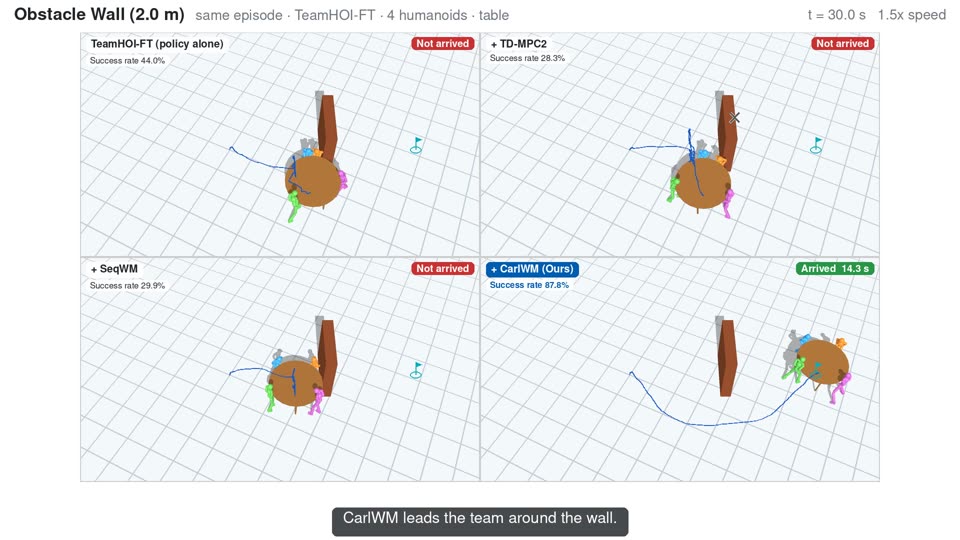 Obstacle Wall (2.0 m) same episode · TeamHOI-FT · 4 humanoids · table t = 30.0 s 1.5x speed
TeamHOI-FT (policy alone) Not arrived
Success rate 44.0%
+ TD-MPC2 Not arrived
Success rate 28.3%
+ SeqWM Not arrived
Success rate 29.9%
+ CarlWM (Ours) Arrived 14.3 s
Success rate 87.8%
CarlWM leads the team around the wall.